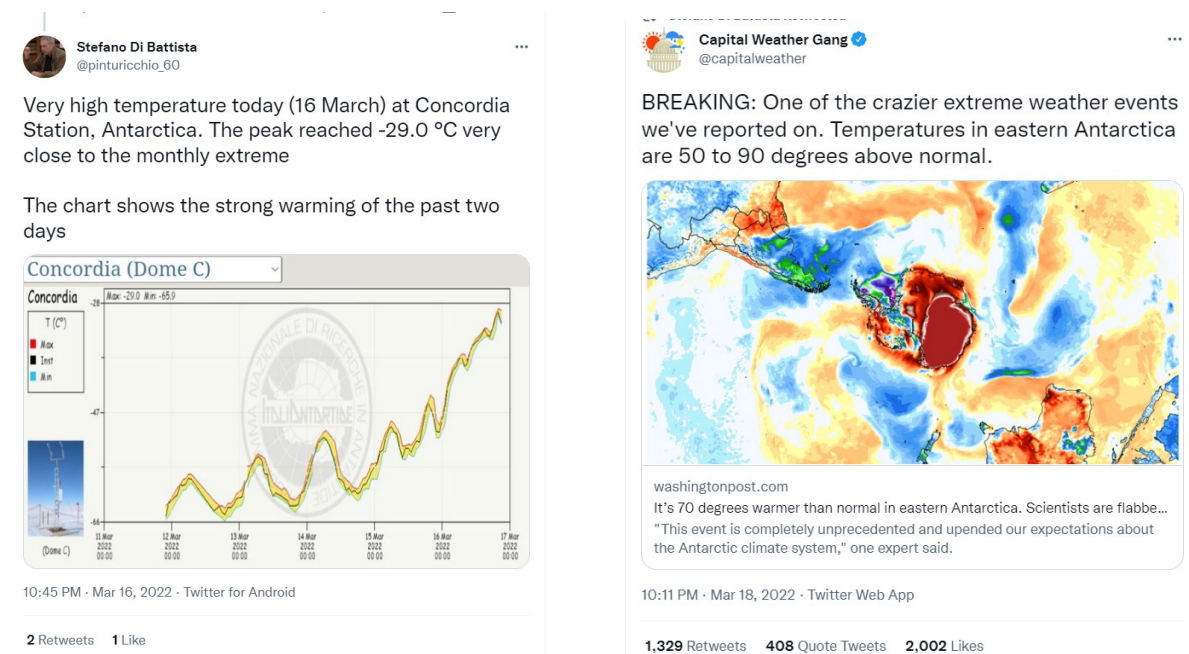 Stefano Di Battista
@pinturicchio_60
Very high temperature today (16 March) at Concordia
Station, Antarctica. The peak reached -29.0 °C very
close to the monthly extreme
The chart shows the strong warming of the past two
days
Concordia (Dome C)
Concordia
Max: -29.0 Min: -65.9
T (C°)
Max
Inst
Min
-28
-47
-66
ITALIANTARTIDE
(Dome C)
11 Mar
2022
00:00
12 Mar
2022
00:00
13 Mar
2022
00:00
14 Mar
2022
00:00
15 Mar
2022
00:00
16 Mar
2022
00:00
17 Mar
2022
00:00
10:45 PM · Mar 16, 2022 · Twitter for Android
2 Retweets 1 Like
Capital Weather Gang
@capitalweather
BREAKING: One of the crazier extreme weather events
we've reported on. Temperatures in eastern Antarctica
are 50 to 90 degrees above normal.
washingtonpost.com
It's 70 degrees warmer than normal in eastern Antarctica. Scientists are flabbe...
"This event is completely unprecedented and upended our expectations about
the Antarctic climate system," one expert said.
10:11 PM · Mar 18, 2022 · Twitter Web App
1,329 Retweets 408 Quote Tweets 2,002 Likes